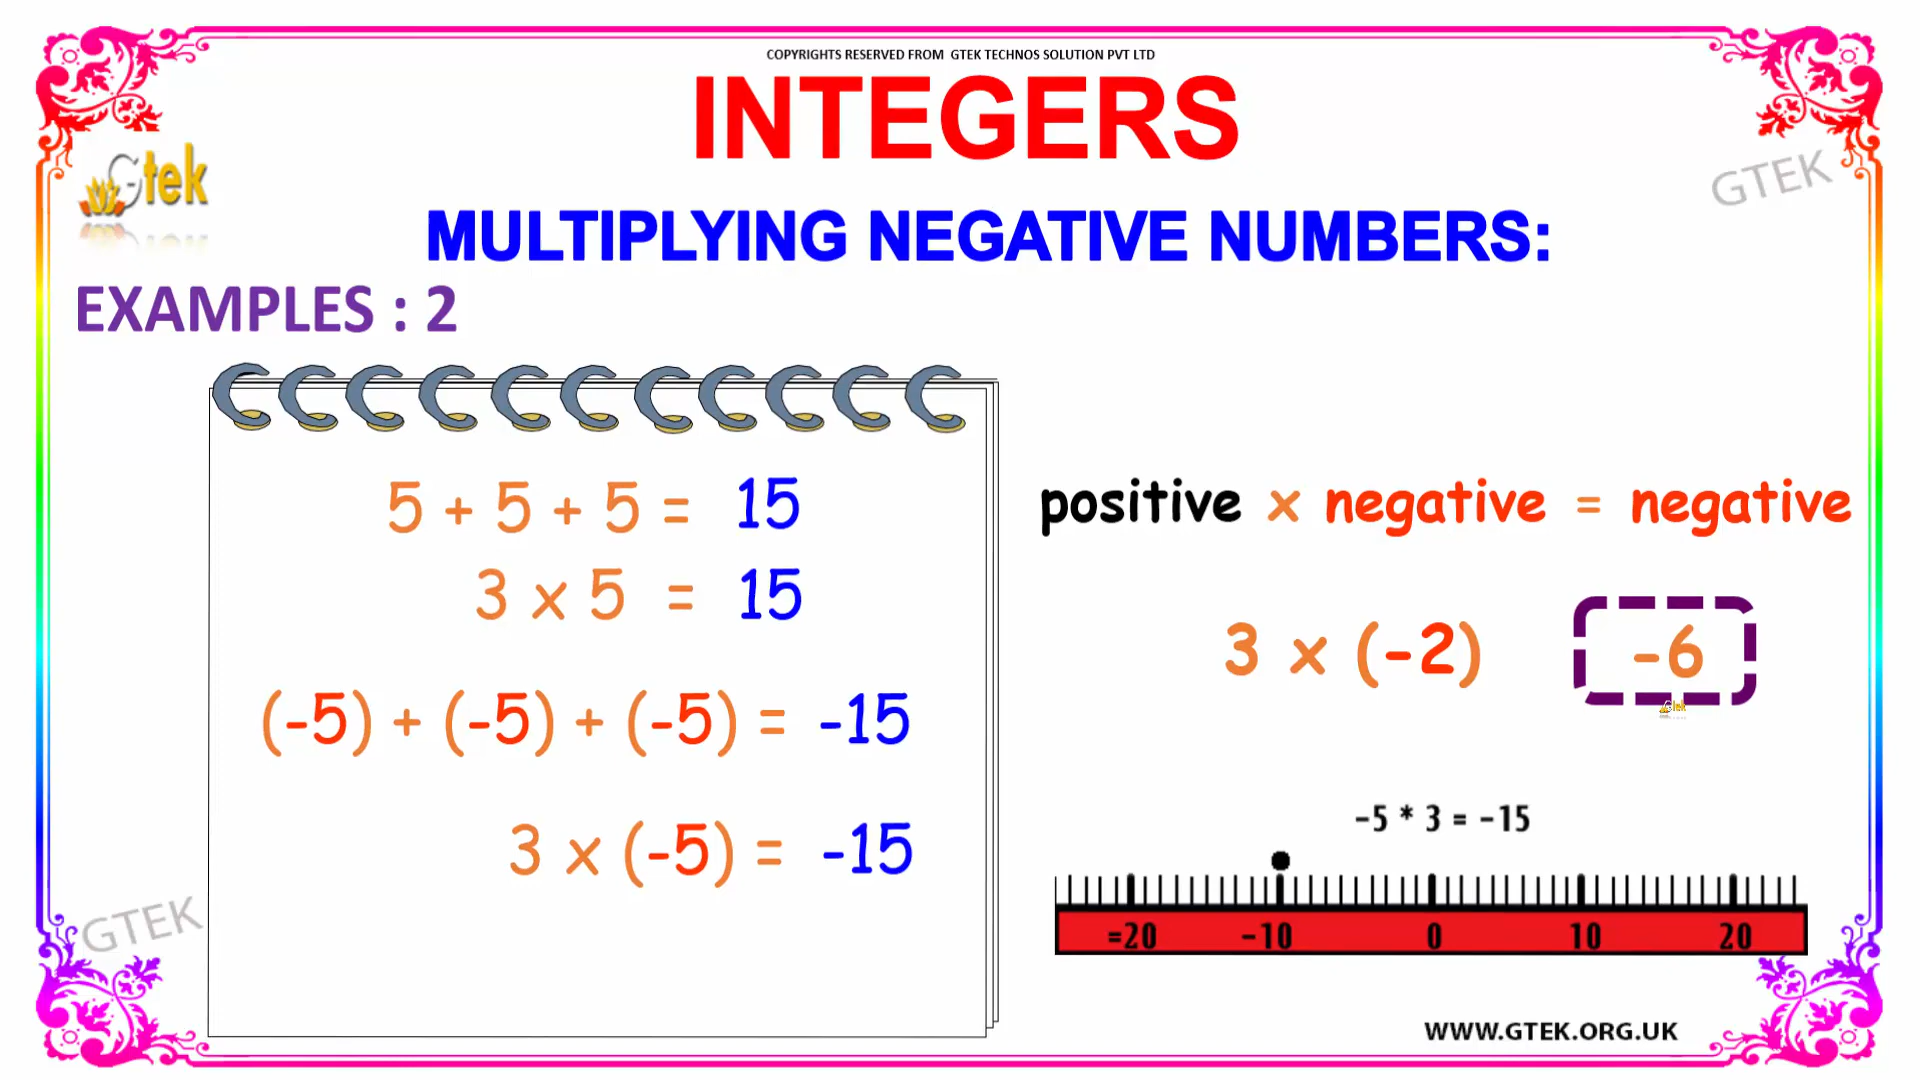 COPYRIGHTS RESERVED FROM GTEK TECHNOS SOLUTION PVT LTD
INTEGERS
Gtek
GTEK
MULTIPLYING NEGATIVE NUMBERS:
EXAMPLES : 2
5 + 5 + 5 = 15
3 x 5 = 15
(-5) + (-5) + (-5) = -15
3 x (-5) = -15
positive x negative = negative
3 x (-2) -6
Gtek
-5 * 3 = -15
=20 -10 0 10 20
GTEK
WWW.GTEK.ORG.UK